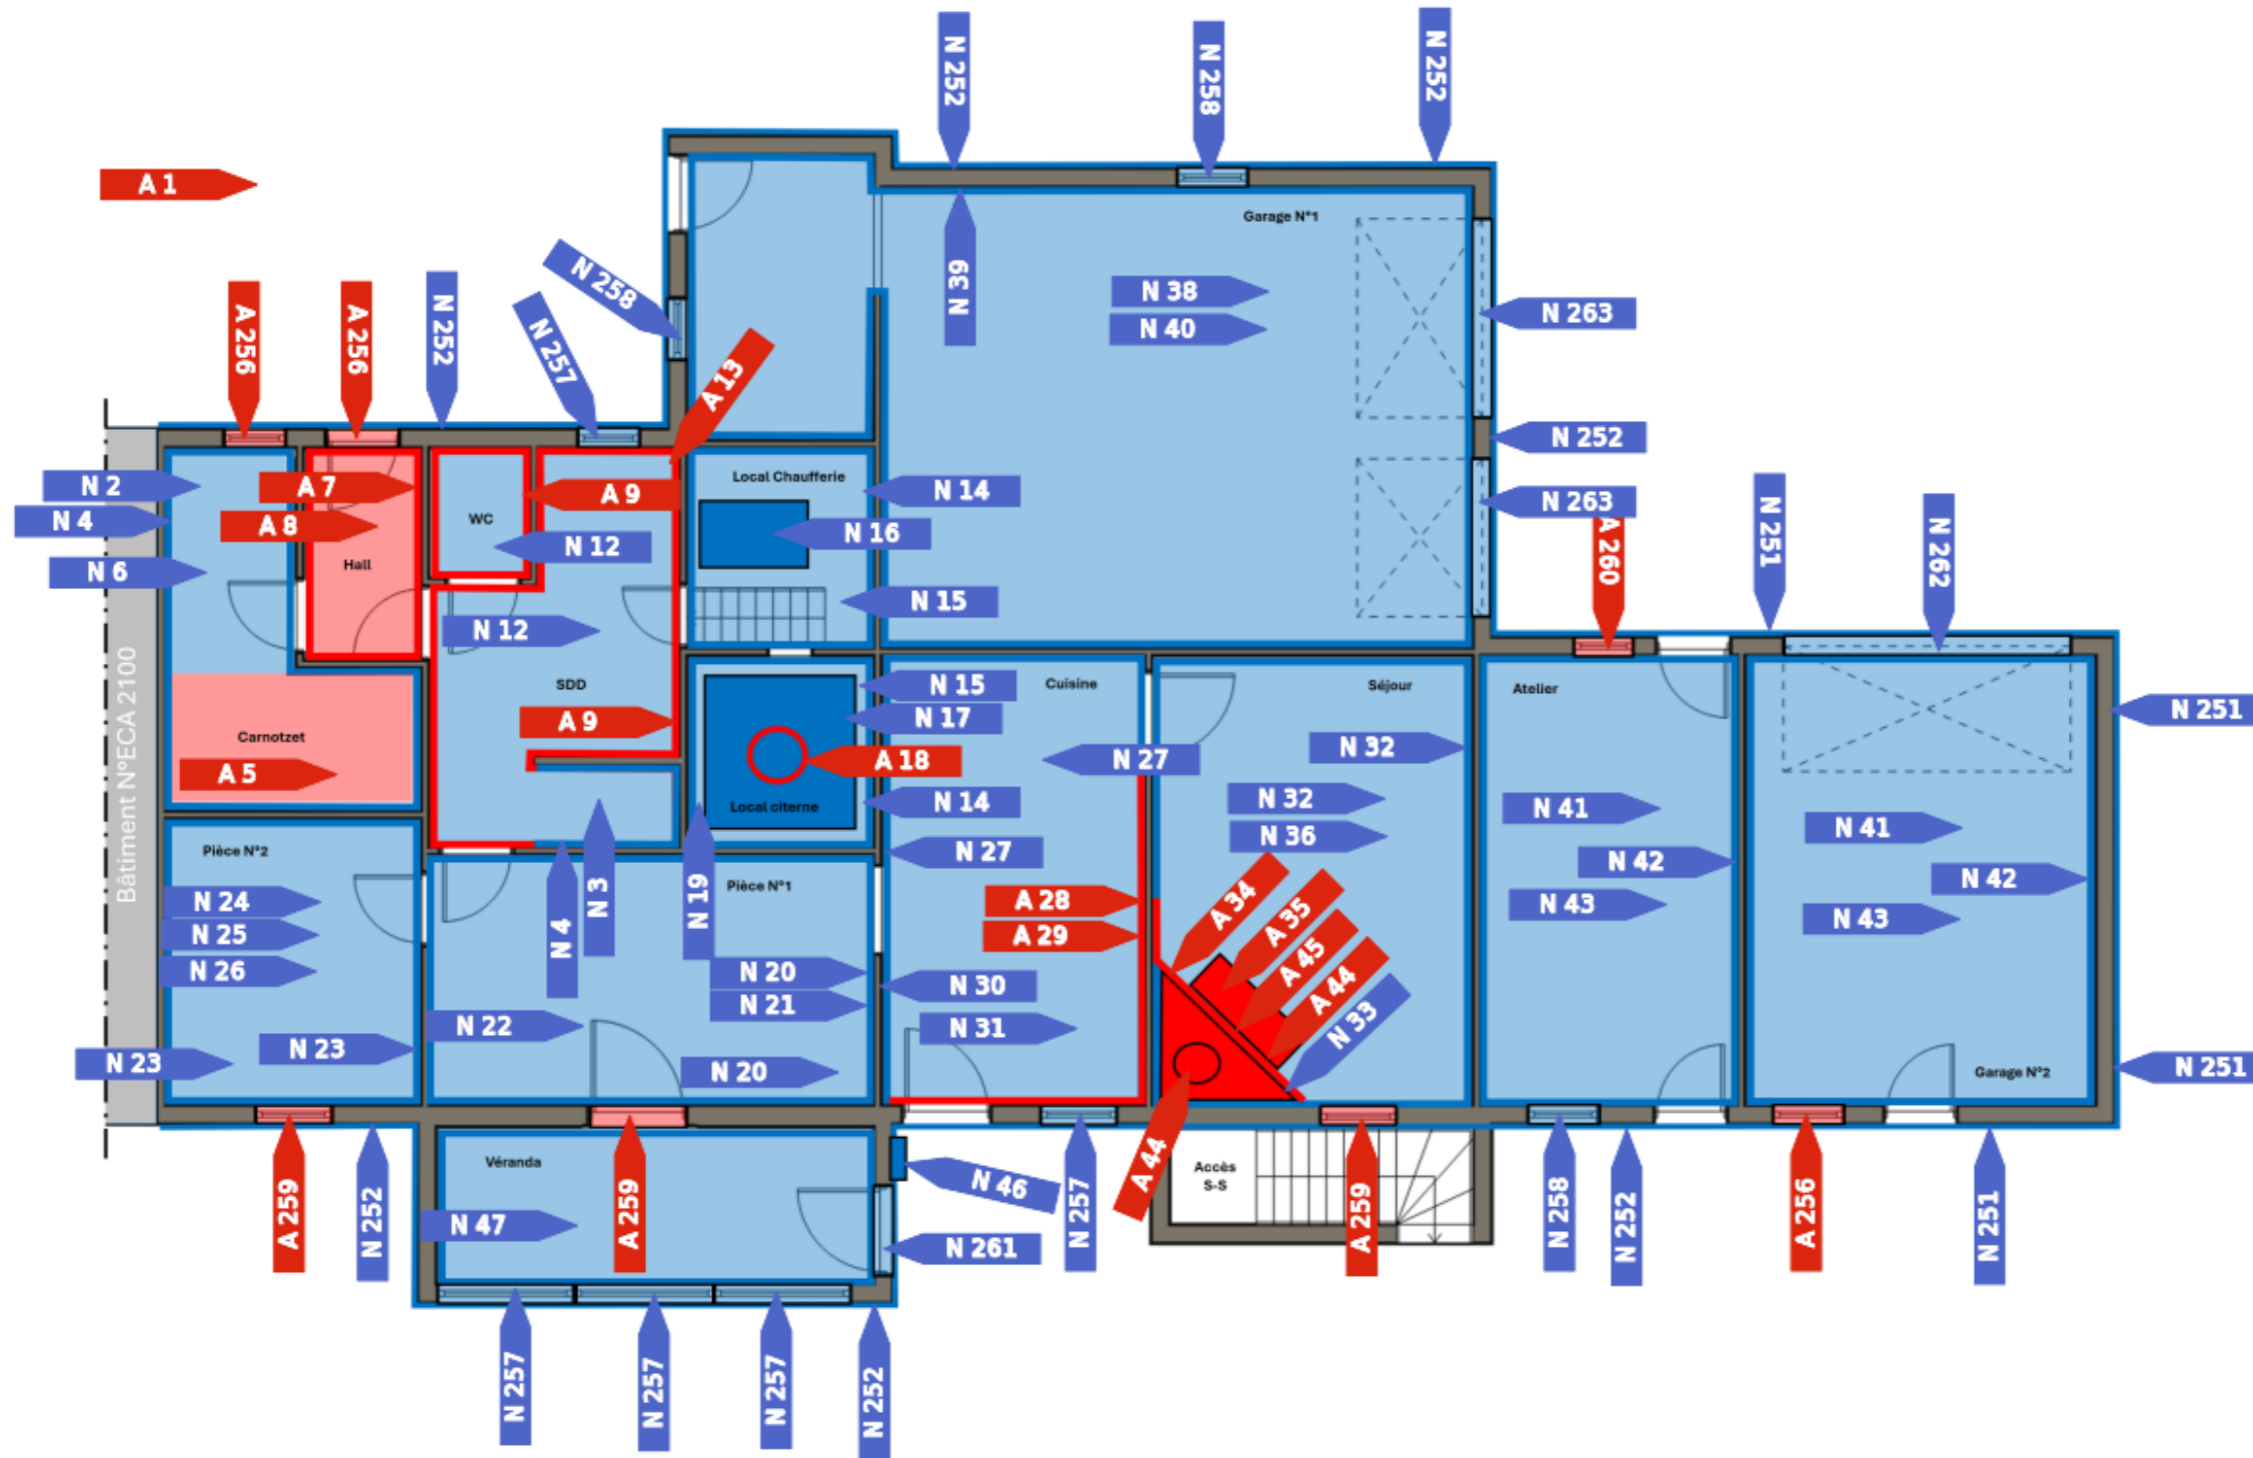 N 252
N 258
N 252
A 1
Garage N°1
N 39
N 38
N 40
N 258
N 263
A 256
A 256
N 252
N 257
A 13
N 252
N 2
A 7
A 9
Local Chaufferie
N 14
N 263
N 4
A 8
WC
N 16
A 260
N 251
N 262
N 6
Hall
N 12
N 15
N 12
Bâtiment N°ECA 2100
SDD
N 15
Cuisine
Séjour
Atelier
A 9
N 17
N 251
Carnotzet
A 18
N 27
N 32
A 5
Local citerne
N 14
N 32
N 41
N 41
N 36
Pièce N°2
N 27
N 42
N 42
Pièce N°1
N 24
N 4
N 3
N 19
A 28
A 34
A 35
N 43
N 43
N 25
A 29
A 45
N 26
N 20
N 30
A 44
N 21
N 33
N 22
N 31
N 23
N 23
N 20
Garage N°2
N 251
Véranda
Accès
S-S
A 44
N 46
A 259
N 252
N 47
A 259
N 261
N 257
A 259
N 258
N 252
A 256
N 251
N 257
N 257
N 257
N 252